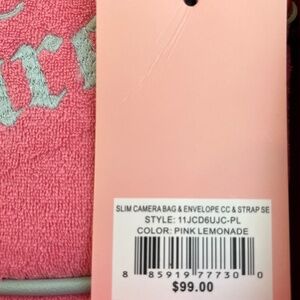 SLIM CAMERA BAG & ENVELOPE CC & STRAP SE
STYLE: 11JCD6UJC-PL
COLOR: PINK LEMONADE
8 85919 77730 0
$99.00